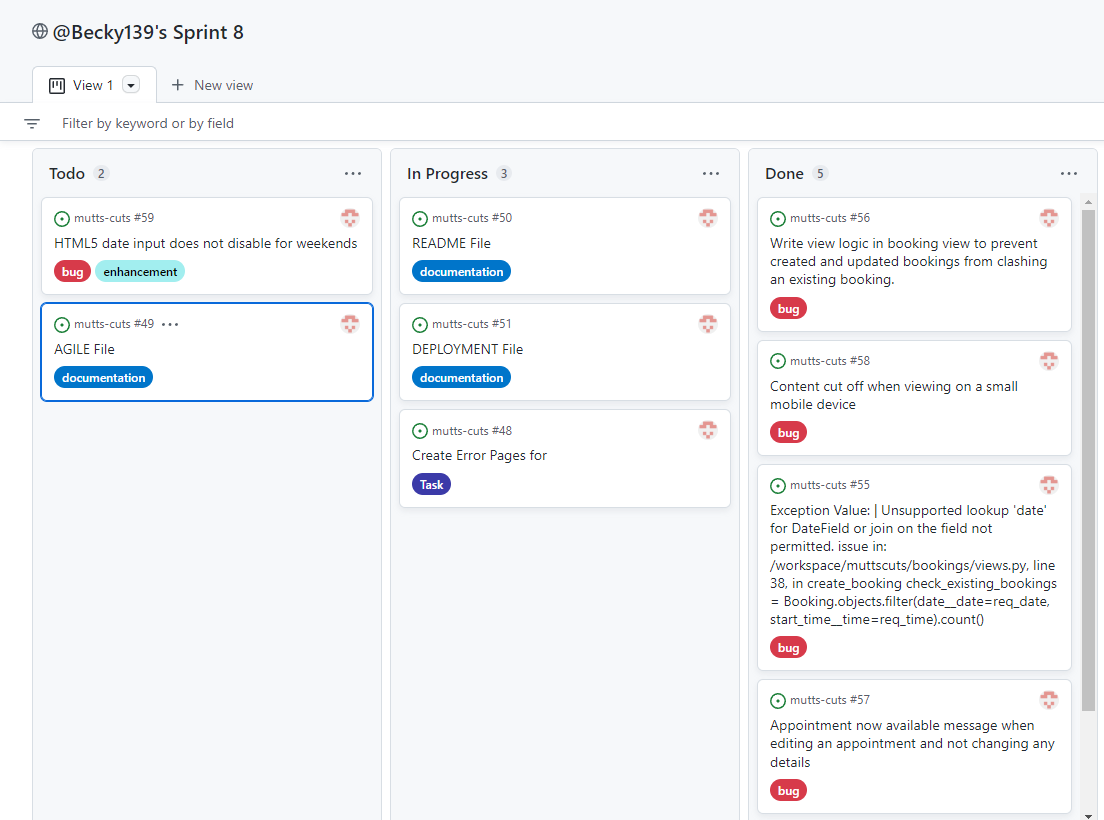 @Becky139's Sprint 8
View 1
New view
Filter by keyword or by field
Todo 2
mutts-cuts #59
HTML5 date input does not disable for weekends
bug enhancement
mutts-cuts #49 ...
AGILE File
documentation
In Progress 3
mutts-cuts #50
README File
documentation
mutts-cuts #51
DEPLOYMENT File
documentation
mutts-cuts #48
Create Error Pages for
Task
Done 5
mutts-cuts #56
Write view logic in booking view to prevent
created and updated bookings from clashing
an existing booking.
bug
mutts-cuts #58
Content cut off when viewing on a small
mobile device
bug
mutts-cuts #55
Exception Value: | Unsupported lookup 'date'
for DateField or join on the field not
permitted. issue in:
/workspace/muttscuts/bookings/views.py, line
38, in create_booking check_existing_bookings
= Booking.objects.filter(date__date=req_date,
start_time__time=req_time).count()
bug
mutts-cuts #57
Appointment now available message when
editing an appointment and not changing any
details
bug